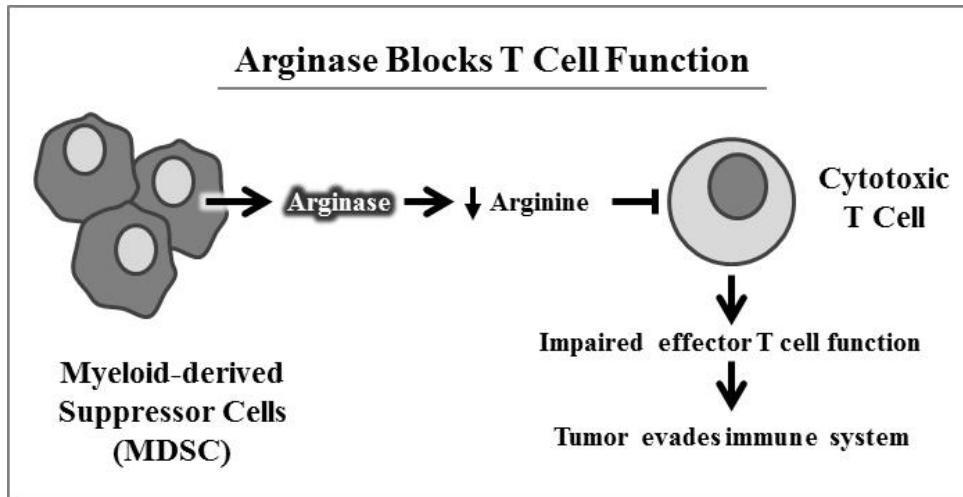 Arginase Blocks T Cell Function
Arginase
Arginine
Cytotoxic
T Cell
Impaired effector T cell function
Tumor evades immune system
Myeloid-derived
Suppressor Cells
(MDSC)